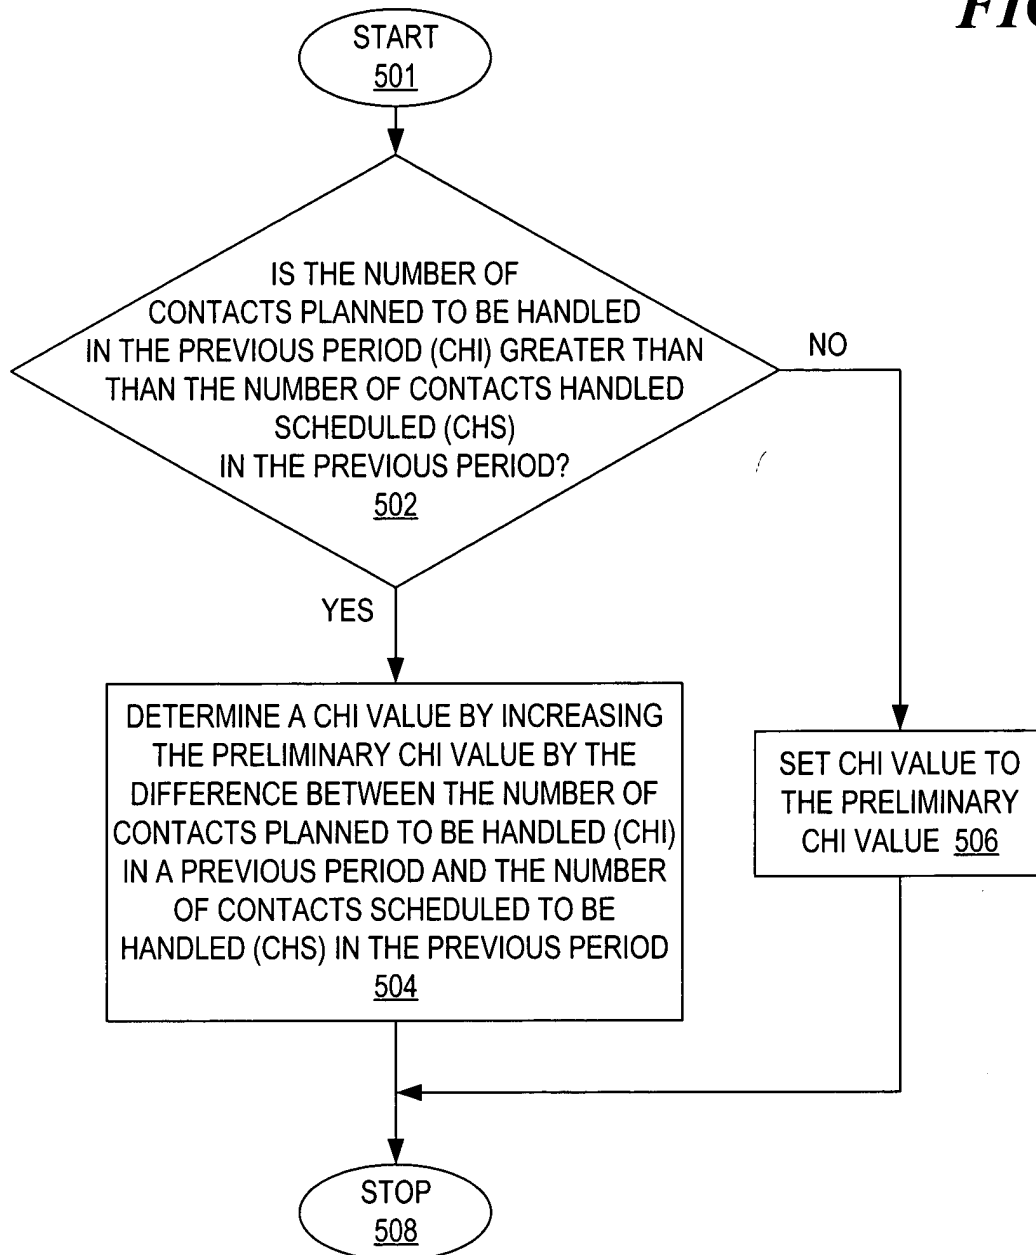 START
501
IS THE NUMBER OF
CONTACTS PLANNED TO BE HANDLED
IN THE PREVIOUS PERIOD (CHI) GREATER THAN
THAN THE NUMBER OF CONTACTS HANDLED
SCHEDULED (CHS)
IN THE PREVIOUS PERIOD?
502
NO
YES
DETERMINE A CHI VALUE BY INCREASING
THE PRELIMINARY CHI VALUE BY THE
DIFFERENCE BETWEEN THE NUMBER OF
CONTACTS PLANNED TO BE HANDLED (CHI)
IN A PREVIOUS PERIOD AND THE NUMBER
OF CONTACTS SCHEDULED TO BE
HANDLED (CHS) IN THE PREVIOUS PERIOD
504
SET CHI VALUE TO
THE PRELIMINARY
CHI VALUE 506
STOP
508